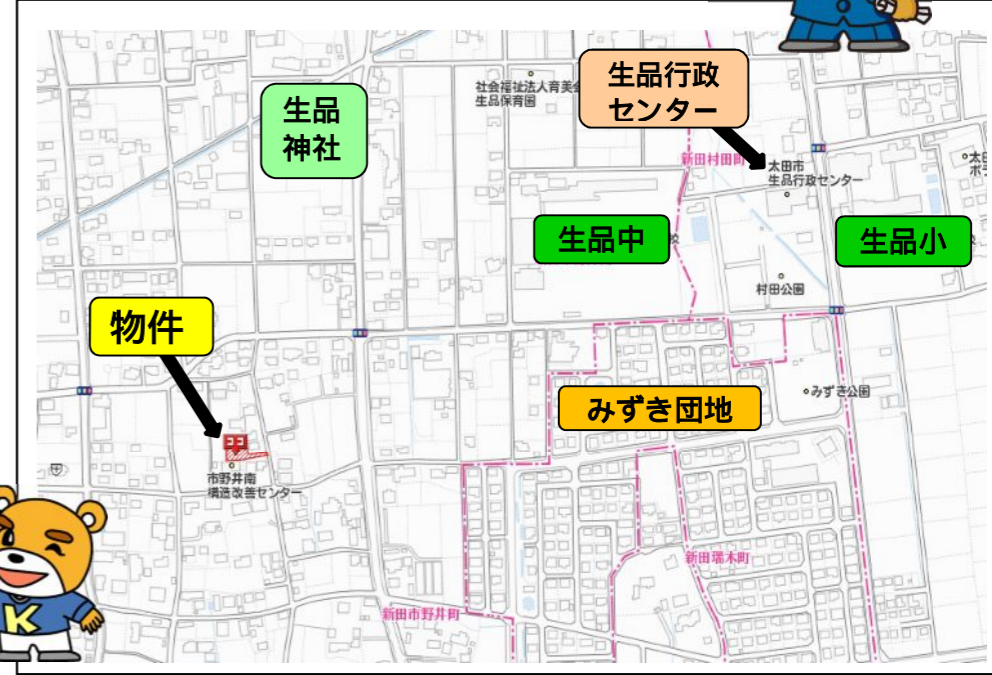 生品行政
センター
社会福祉法人育美会
生品保育園
生品
神社
新田村田町
太田市
生品行政センター
生品中
校
生品小
村田公園
物件
みずき団地
みずき公園
ココ
市野井南
構造改善センター
新田瑞木町
新田市野井町
K